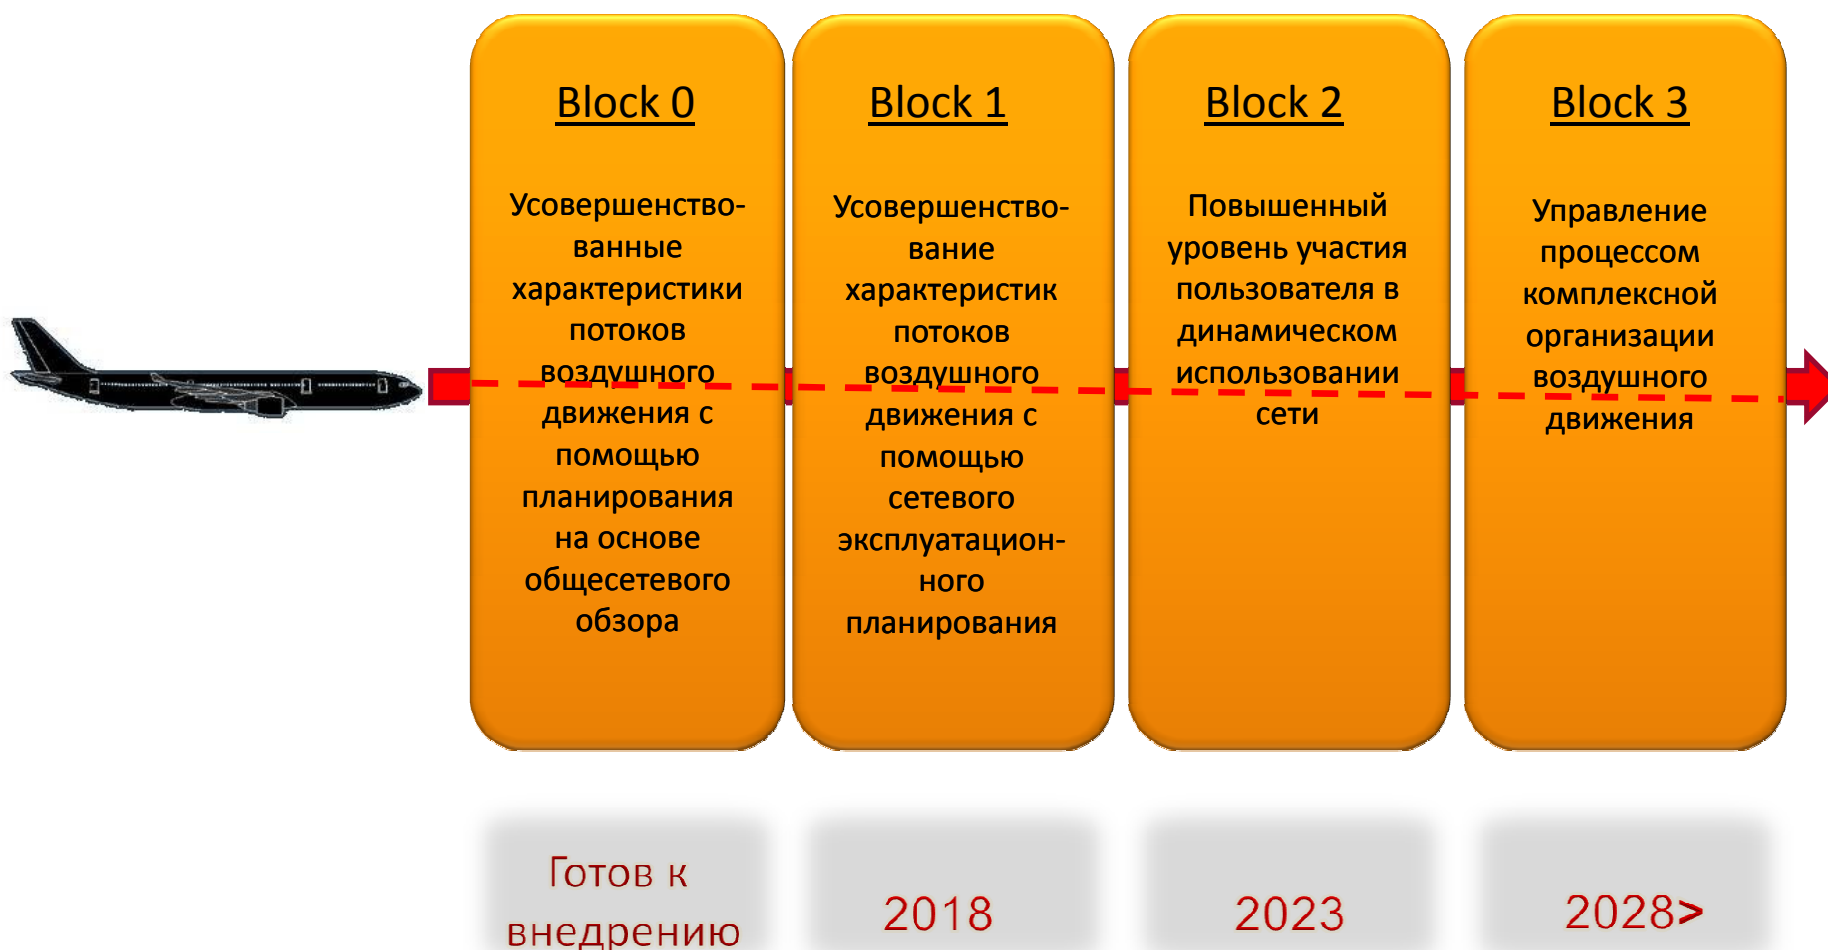 Block 0
Усовершенство-
ванные
характеристики
потоков
воздушного
движения с
помощью
планирования
на основе
общесетевого
обзора
Block 1
Усовершенство-
вание
характеристик
потоков
воздушного
движения с
помощью
сетевого
эксплуатацион-
ного
планирования
Block 2
Повышенный
уровень участия
пользователя в
динамическом
использовании
сети
Block 3
Управление
процессом
комплексной
организации
воздушного
движения
Готов к
внедрению
2018
2023
2028>